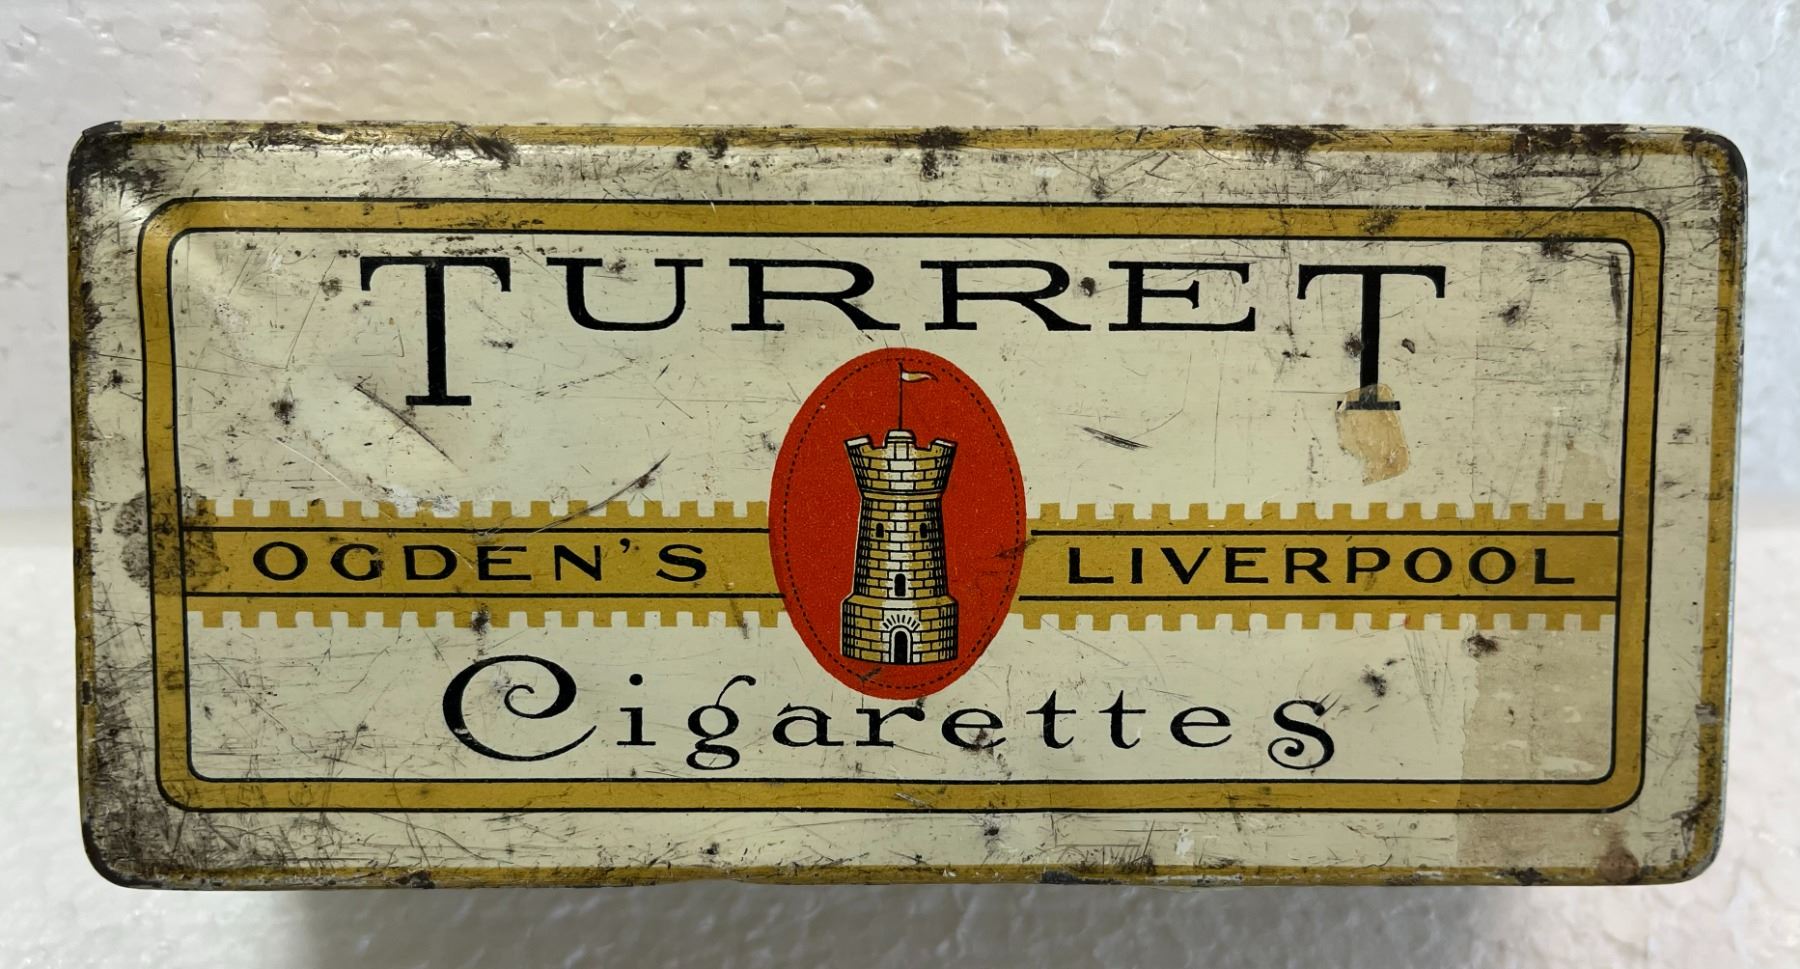 TURRET
OGDEN'S LIVERPOOL
Cigarettes